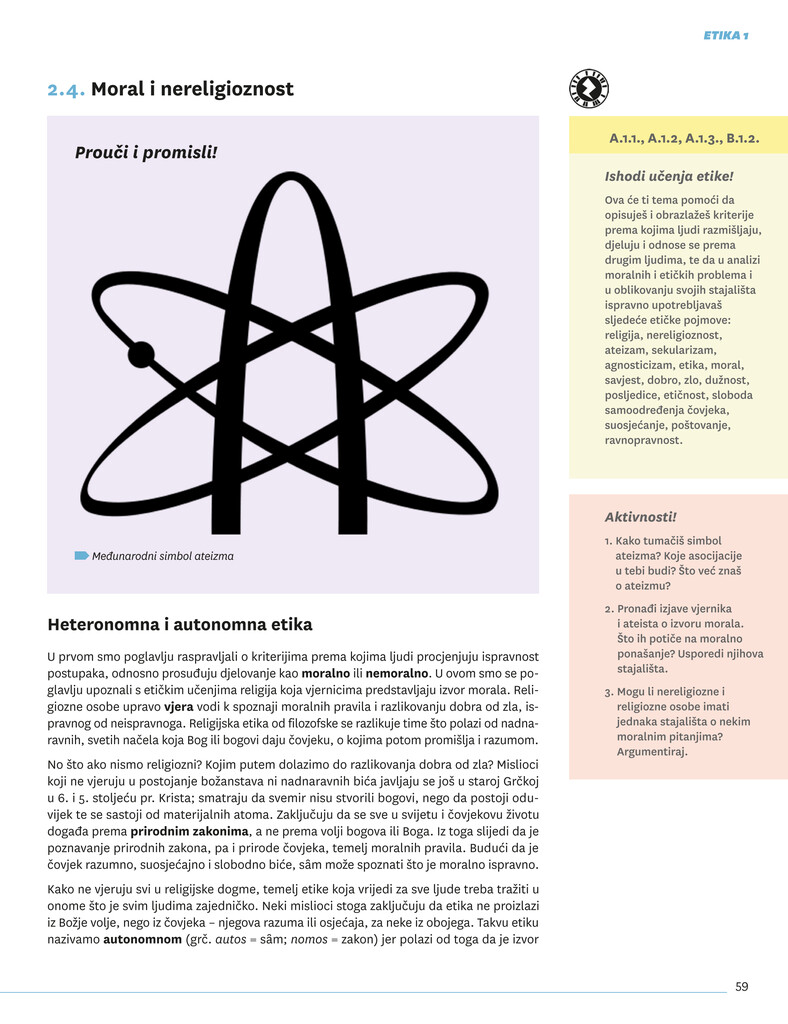 ETIKA 1
2.4. Moral i nereligioznost
Prouči i promisli!
Međunarodni simbol ateizma
Heteronomna i autonomna etika
U prvom smo poglavlju raspravljali o kriterijima prema kojima ljudi procjenjuju ispravnost
postupaka, odnosno prosuđuju djelovanje kao moralno ili nemoralno. U ovom smo se po-
glavlju upoznali s etičkim učenjima religija koja vjernicima predstavljaju izvor morala. Reli-
giozne osobe upravo vjera vodi k spoznaji moralnih pravila i razlikovanju dobra od zla, is-
pravnog od neispravnoga. Religijska etika od filozofske se razlikuje time što polazi od nadna-
ravnih, svetih načela koja Bog ili bogovi daju čovjeku, o kojima potom promišlja i razumom.
No što ako nismo religiozni? Kojim putem dolazimo do razlikovanja dobra od zla? Mislioci
koji ne vjeruju u postojanje božanstava ni nadnaravnih bića javljaju se još u staroj Grčkoj
u 6. i 5. stoljeću pr. Krista; smatraju da svemir nisu stvorili bogovi, nego da postoji odu-
vijek te se sastoji od materijalnih atoma. Zaključuju da se sve u svijetu i čovjekovu životu
događa prema prirodnim zakonima, a ne prema volji bogova ili Boga. Iz toga slijedi da je
poznavanje prirodnih zakona, pa i prirode čovjeka, temelj moralnih pravila. Budući da je
čovjek razumno, suosjećajno i slobodno biće, sâm može spoznati što je moralno ispravno.
Kako ne vjeruju svi u religijske dogme, temelj etike koja vrijedi za sve ljude treba tražiti u
onome što je svim ljudima zajedničko. Neki mislioci stoga zaključuju da etika ne proizlazi
iz Božje volje, nego iz čovjeka – njegova razuma ili osjećaja, za neke iz obojega. Takvu etiku
nazivamo autonomnom (grč. autos = sâm; nomos = zakon) jer polazi od toga da je izvor
A.1.1., A.1.2, A.1.3., B.1.2.
Ishodi učenja etike!
Ova će ti tema pomoći da
opisuješ i obrazlažeš kriterije
prema kojima ljudi razmišljaju,
djeluju i odnose se prema
drugim ljudima, te da u analizi
moralnih i etičkih problema i
u oblikovanju svojih stajališta
ispravno upotrebljavaš
sljedeće etičke pojmove:
religija, nereligioznost,
ateizam, sekularizam,
agnosticizam, etika, moral,
savjest, dobro, zlo, dužnost,
posljedice, etičnost, sloboda
samoodređenja čovjeka,
suosjećanje, poštovanje,
ravnopravnost.
Aktivnosti!
1. Kako tumačiš simbol
ateizma? Koje asocijacije
u tebi budi? Što već znaš
o ateizmu?
2. Pronađi izjave vjernika
i ateista o izvoru morala.
Što ih potiče na moralno
ponašanje? Usporedi njihova
stajališta.
3. Mogu li nereligiozne i
religiozne osobe imati
jednaka stajališta o nekim
moralnim pitanjima?
Argumentiraj.
59